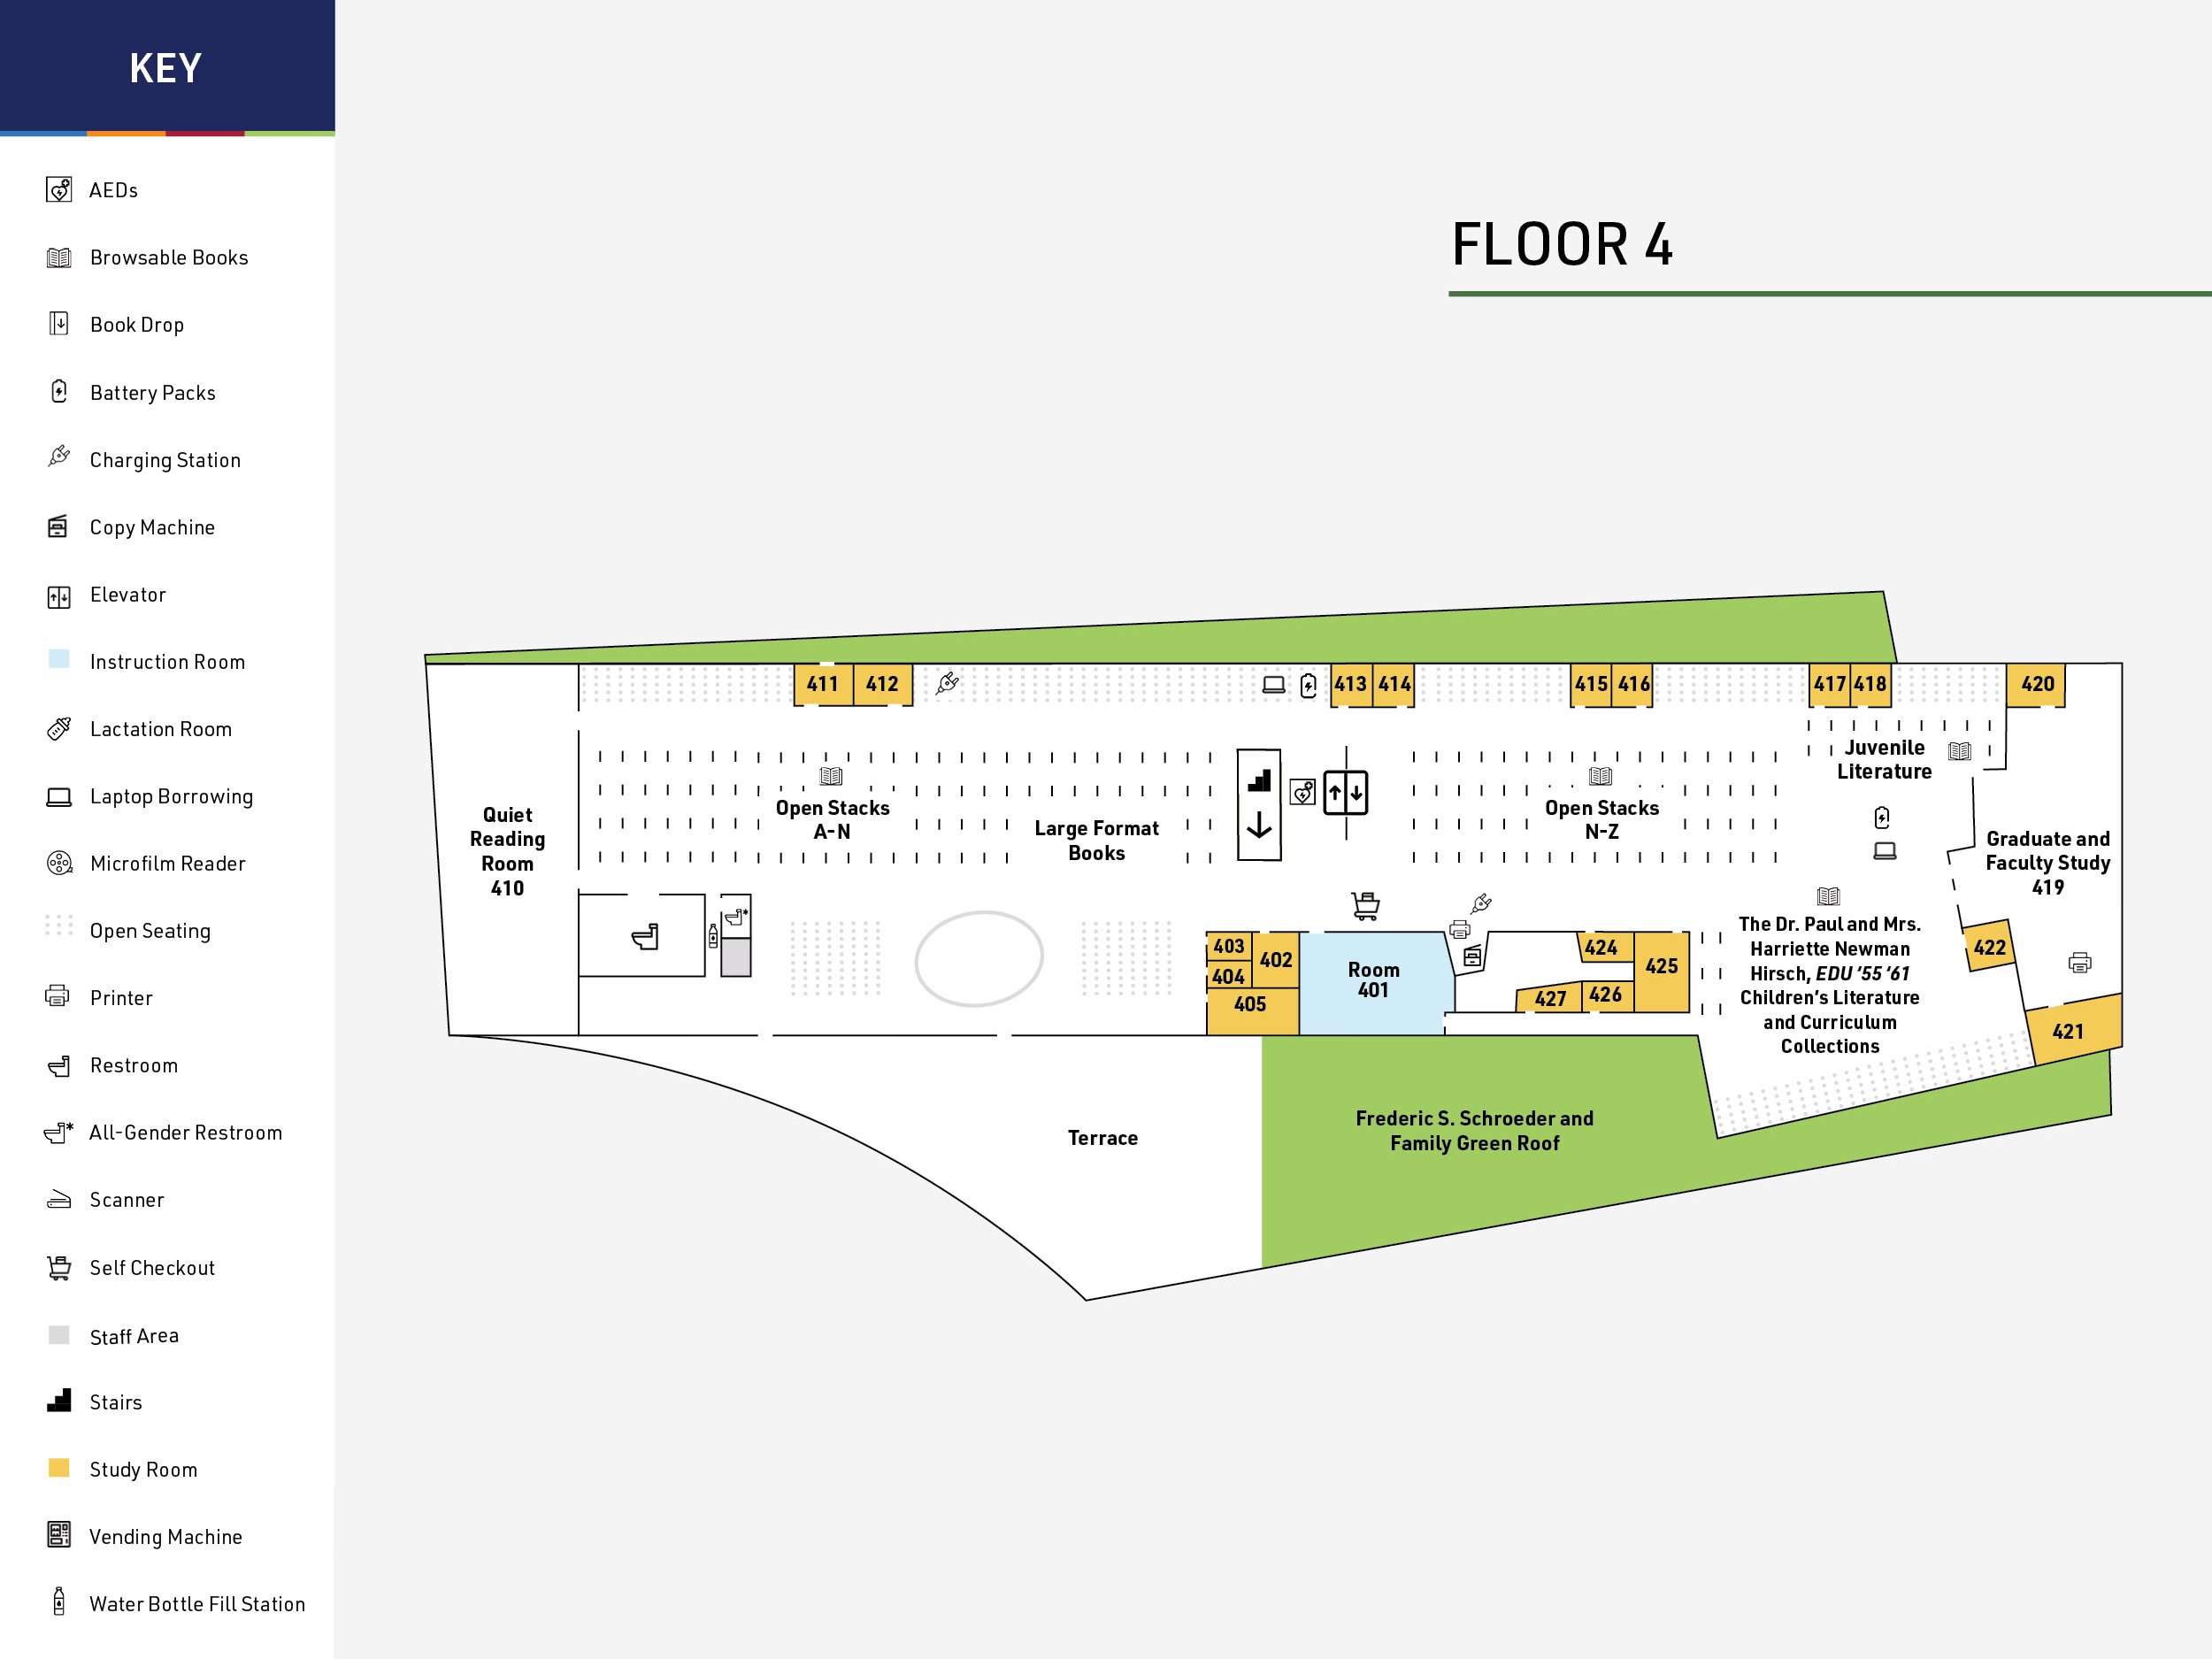 KEY
AEDs
Browsable Books
Book Drop
Battery Packs
Charging Station
Copy Machine
Elevator
Instruction Room
Lactation Room
Laptop Borrowing
Microfilm Reader
Open Seating
Printer
Restroom
All-Gender Restroom
Scanner
Self Checkout
Staff Area
Stairs
Study Room
Vending Machine
Water Bottle Fill Station
FLOOR 4
411
412
413
414
415
416
417
418
420
Juvenile
Literature
Quiet
Reading
Room
410
Open Stacks
A-N
Large Format
Books
Open Stacks
N-Z
Graduate and
Faculty Study
419
403
404
402
405
Room
401
424
425
427
426
The Dr. Paul and Mrs.
Harriette Newman
Hirsch, EDU ‘55 ‘61
Children’s Literature
and Curriculum
Collections
422
421
Terrace
Frederic S. Schroeder and
Family Green Roof